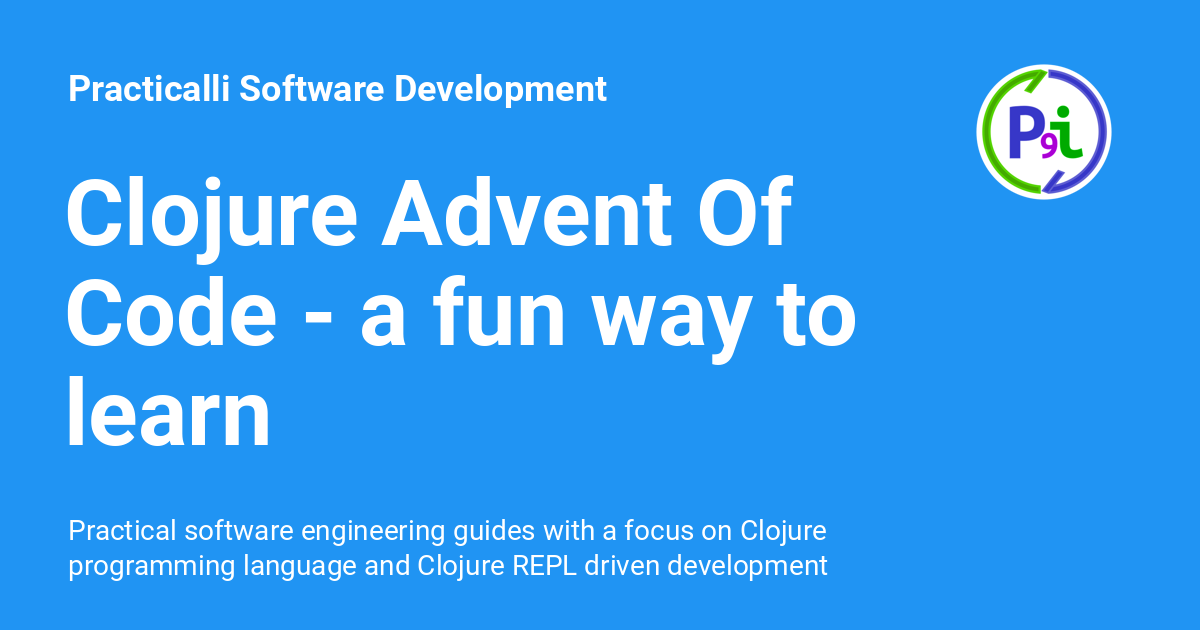 Practicalli Software Development
P9i
Clojure Advent Of
Code - a fun way to
learn
Practical software engineering guides with a focus on Clojure
programming language and Clojure REPL driven development